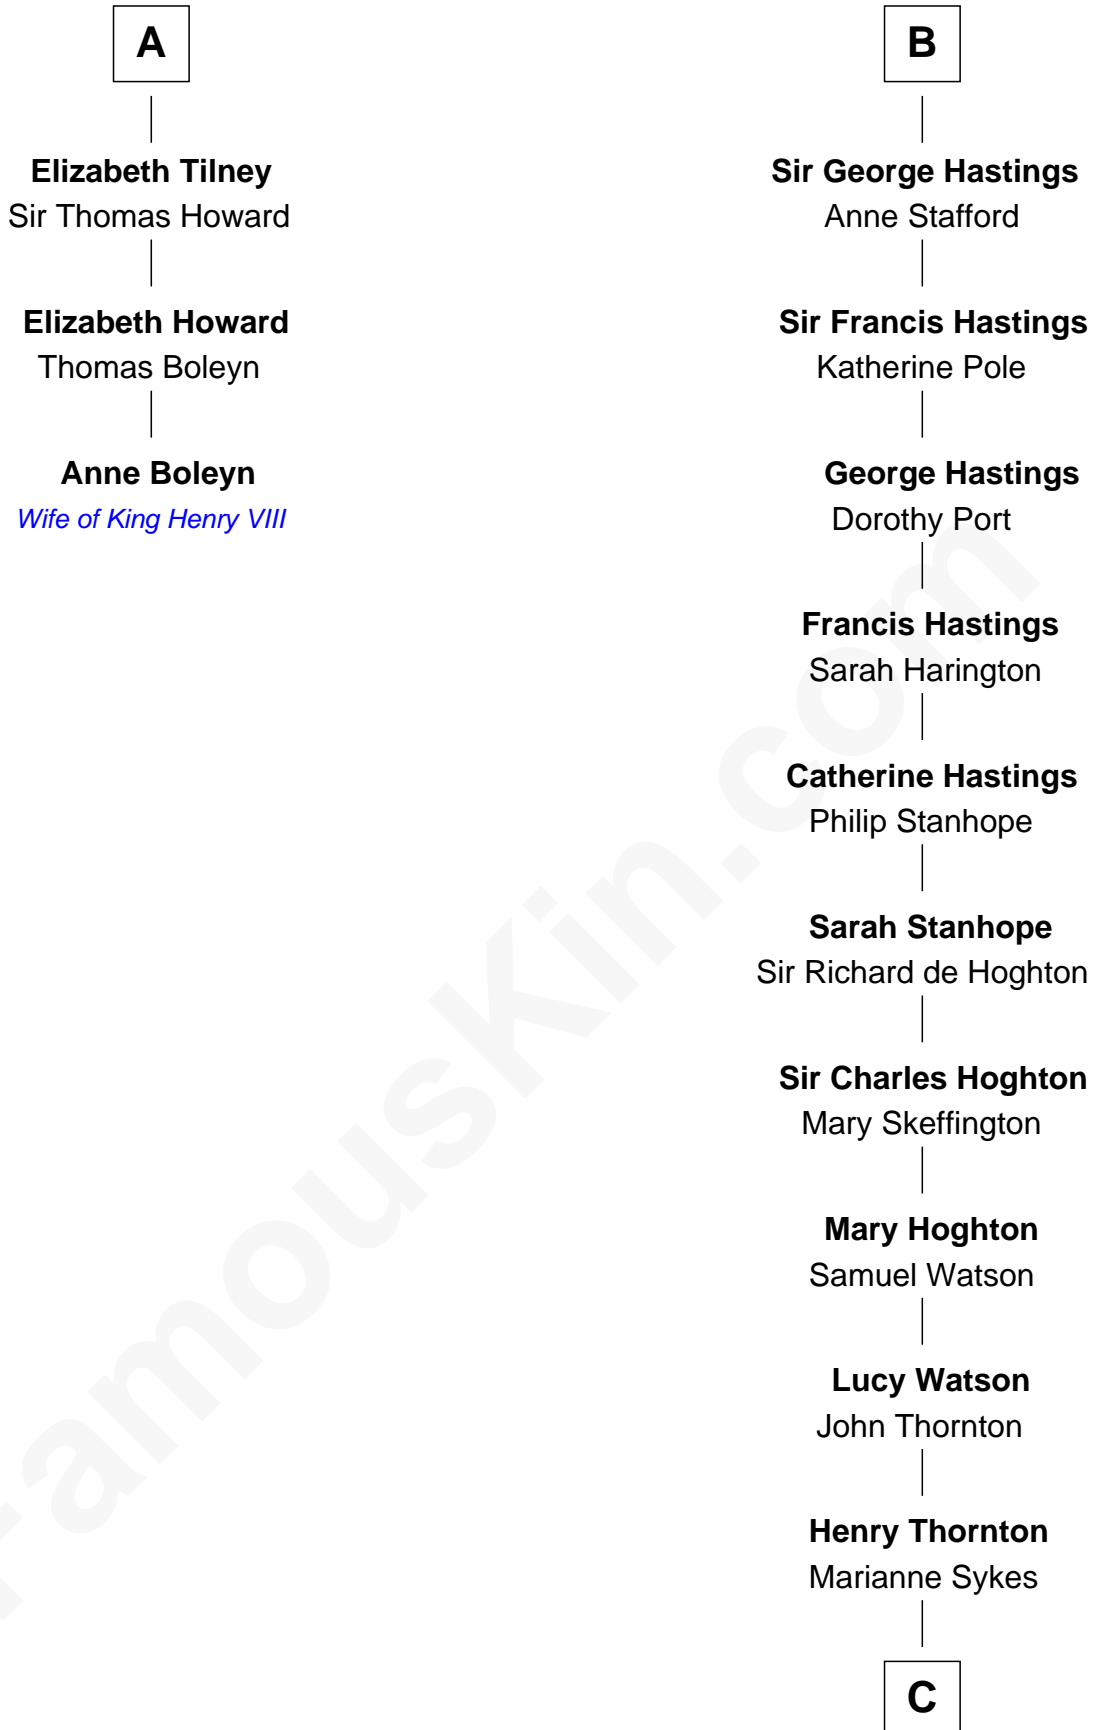 A
Elizabeth Tilney
Sir Thomas Howard
Elizabeth Howard
Thomas Boleyn
Anne Boleyn
Wife of King Henry VIII
B
Sir George Hastings
Anne Stafford
Sir Francis Hastings
Katherine Pole
George Hastings
Dorothy Port
Francis Hastings
Sarah Harington
Catherine Hastings
Philip Stanhope
Sarah Stanhope
Sir Richard de Hoghton
Sir Charles Hoghton
Mary Skeffington
Mary Hoghton
Samuel Watson
Lucy Watson
John Thornton
Henry Thornton
Marianne Sykes
C
FamousKin.com